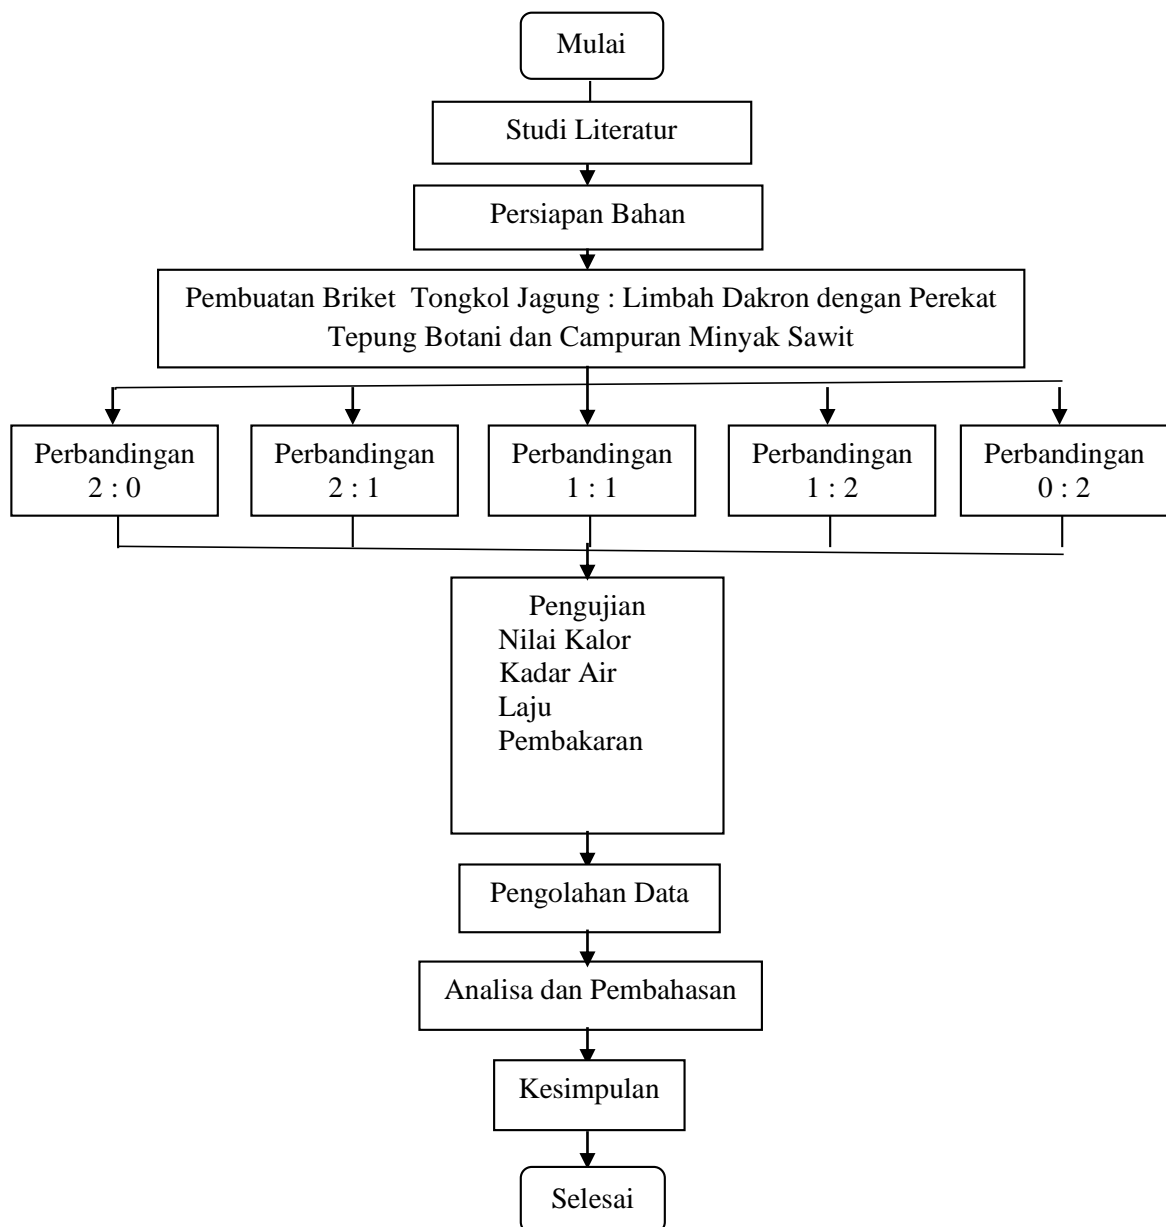 Mulai
Studi Literatur
Persiapan Bahan
Pembuatan Briket Tongkol Jagung : Limbah Dakron dengan Perekat
Tepung Botani dan Campuran Minyak Sawit
Perbandingan
2 : 0
Perbandingan
2 : 1
Perbandingan
1 : 1
Perbandingan
1 : 2
Perbandingan
0 : 2
Pengujian
Nilai Kalor
Kadar Air
Laju
Pembakaran
Pengolahan Data
Analisa dan Pembahasan
Kesimpulan
Selesai